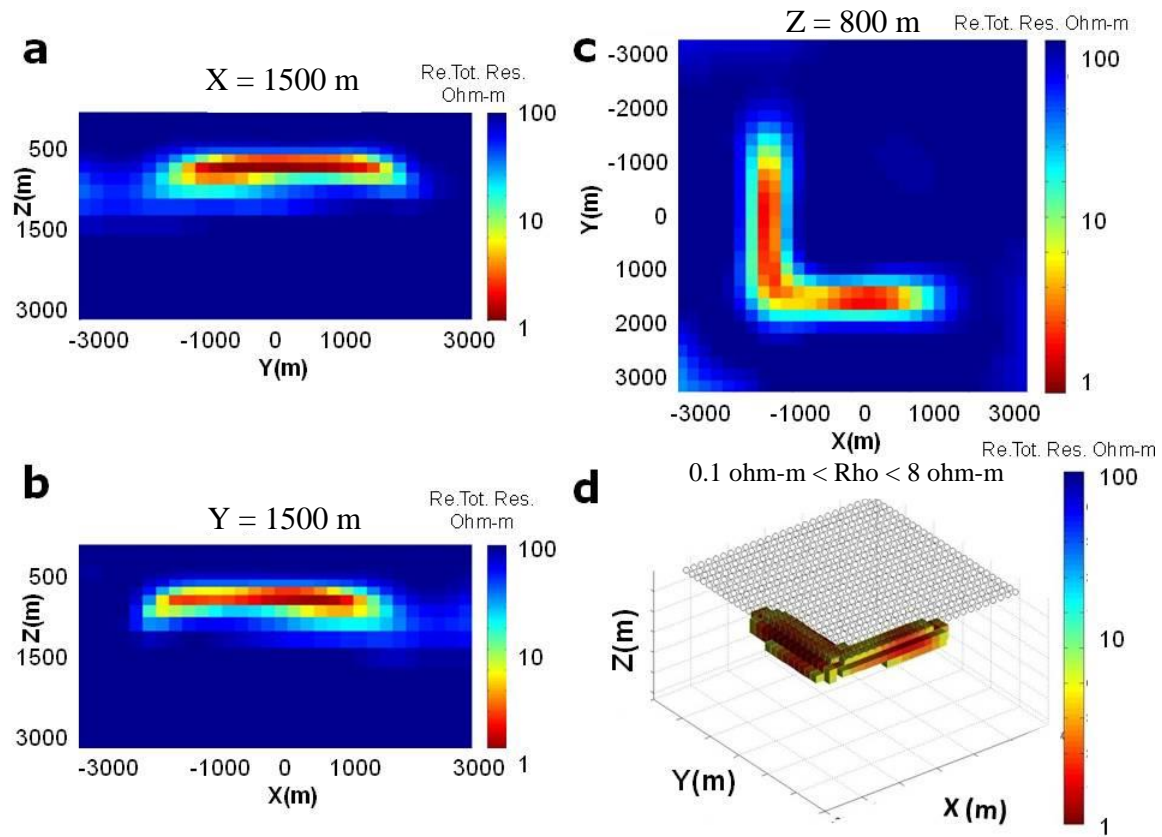 a
X = 1500 m
Re.Tot. Res.
Ohm-m
100
10
1
500
1500
3000
Z(m)
-3000
-1000
0
1000
3000
Y(m)
b
Y = 1500 m
Re.Tot. Res.
Ohm-m
100
10
1
500
1500
3000
Z(m)
-3000
-1000
0
1000
3000
X(m)
c
Z = 800 m
Re.Tot. Res. Ohm-m
100
10
1
-3000
-2000
-1000
0
1000
2000
3000
Y(m)
-3000
-1000
0
1000
3000
X(m)
d
0.1 ohm-m < Rho < 8 ohm-m
Re.Tot. Res. Ohm-m
100
10
1
Z(m)
Y(m)
X (m)